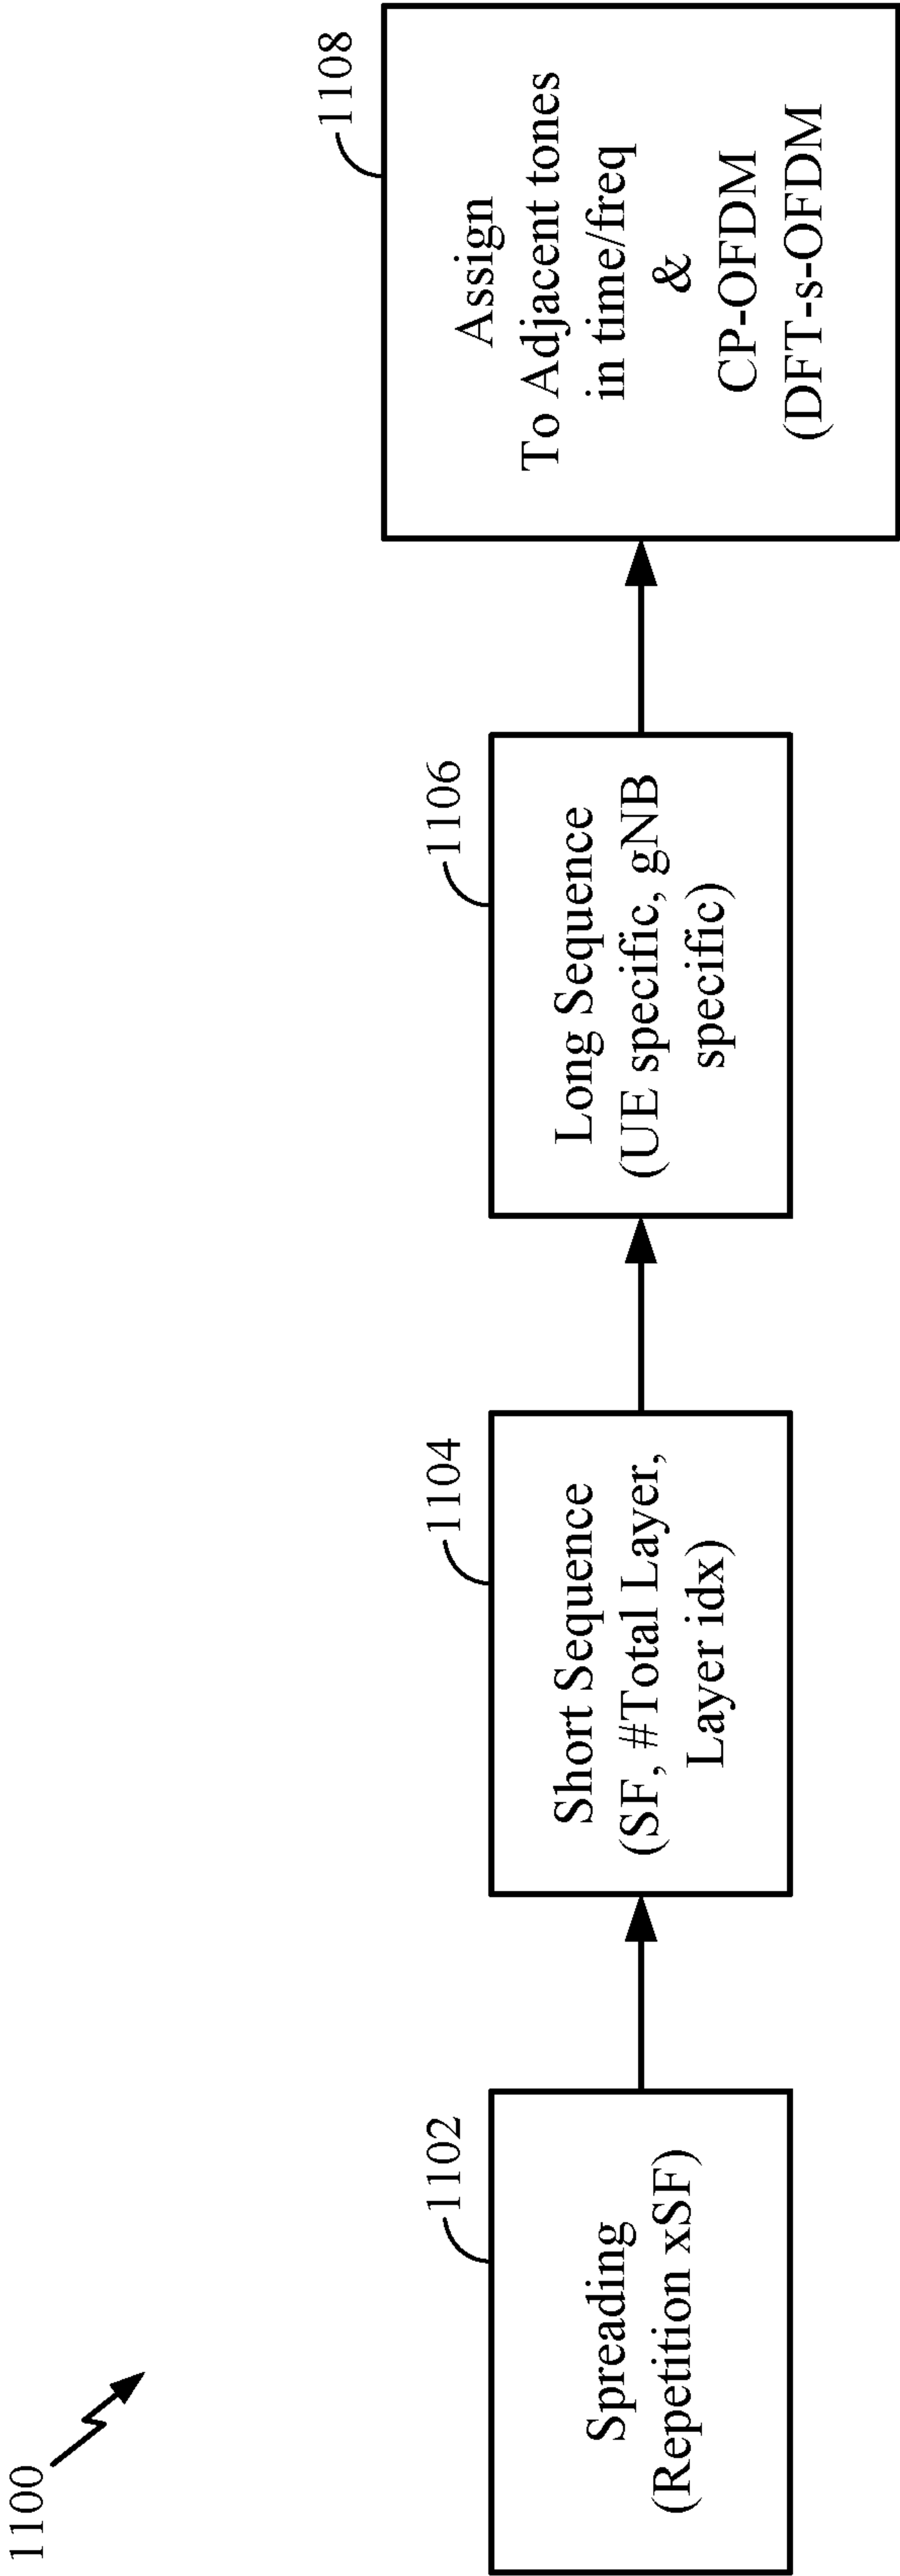 1100
1102
Spreading
(Repetition xSF)
1104
Short Sequence
(SF, #Total Layer,
Layer idx)
1106
Long Sequence
(UE specific, gNB
specific)
1108
Assign
To Adjacent tones
in time/freq
&
CP-OFDM
(DFT-s-OFDM